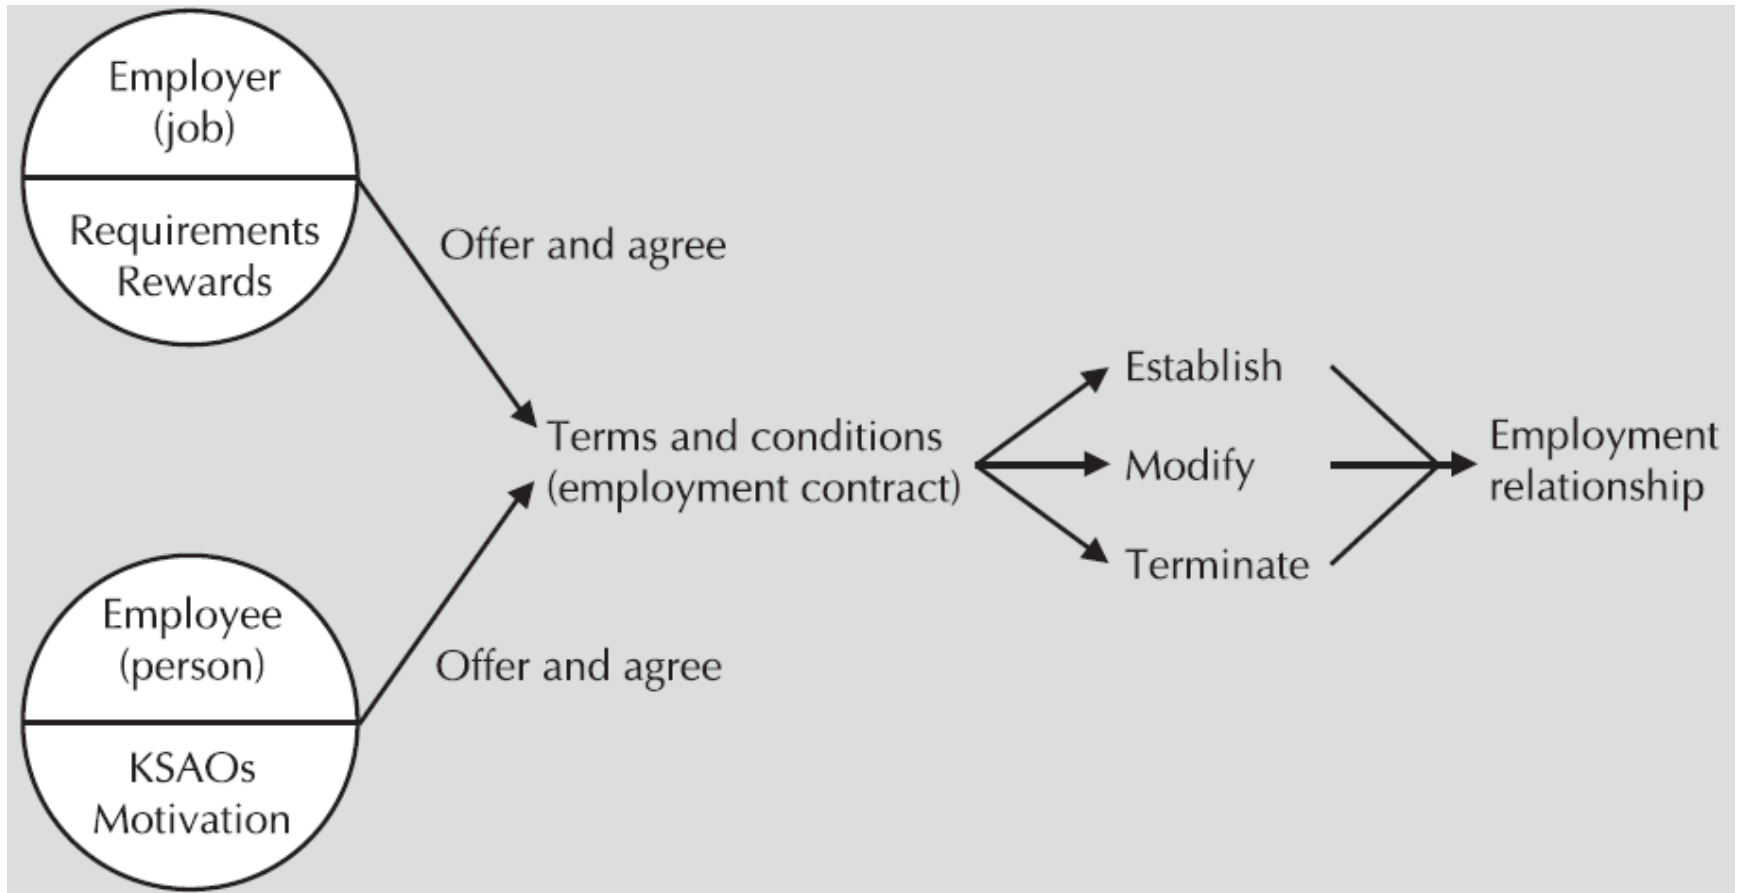 Employer
(job)
Requirements
Rewards
Offer and agree
Terms and conditions
(employment contract)
Establish
Modify
Terminate
Employment
relationship
Employee
(person)
KSAOs
Motivation
Offer and agree